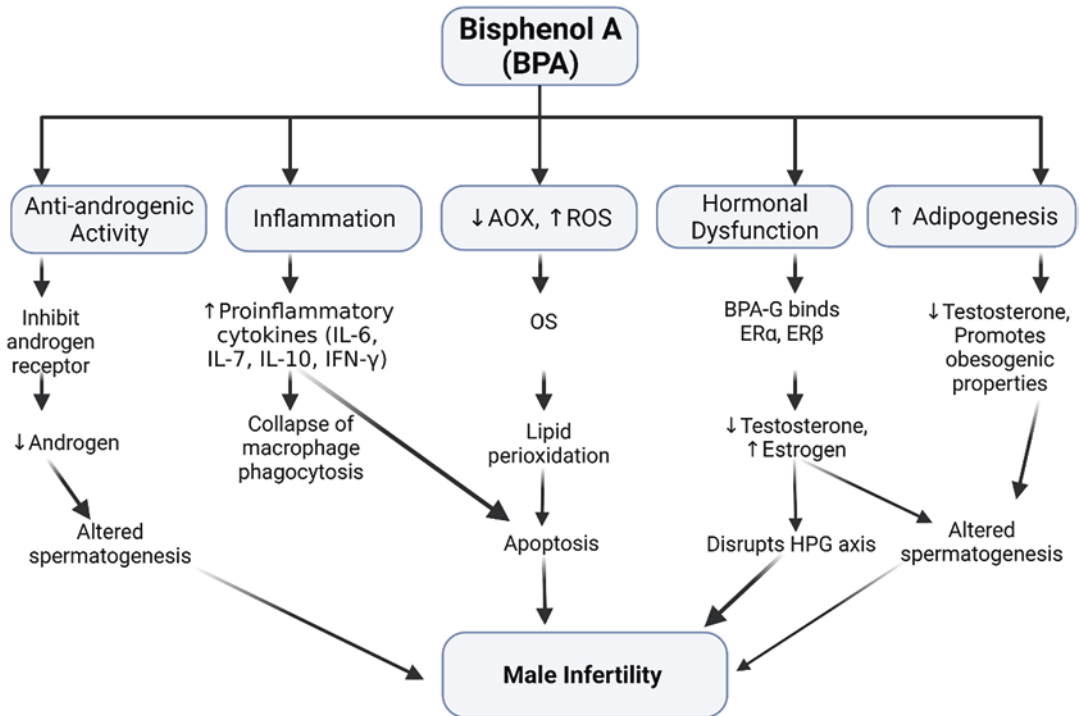 Bisphenol A
(BPA)
Anti-androgenic
Activity
Inflammation
↓AOX, ↑ROS
Hormonal
Dysfunction
↑ Adipogenesis
Inhibit
androgen
receptor
↑Proinflammatory
cytokines (IL-6,
IL-7, IL-10, IFN-γ)
OS
BPA-G binds
ERα, ERβ
↓Testosterone,
Promotes
obesogenic
properties
↓Androgen
Collapse of
macrophage
phagocytosis
Lipid
perioxidation
↓Testosterone,
↑Estrogen
Altered
spermatogenesis
Apoptosis
Disrupts HPG axis
Altered
spermatogenesis
Male Infertility